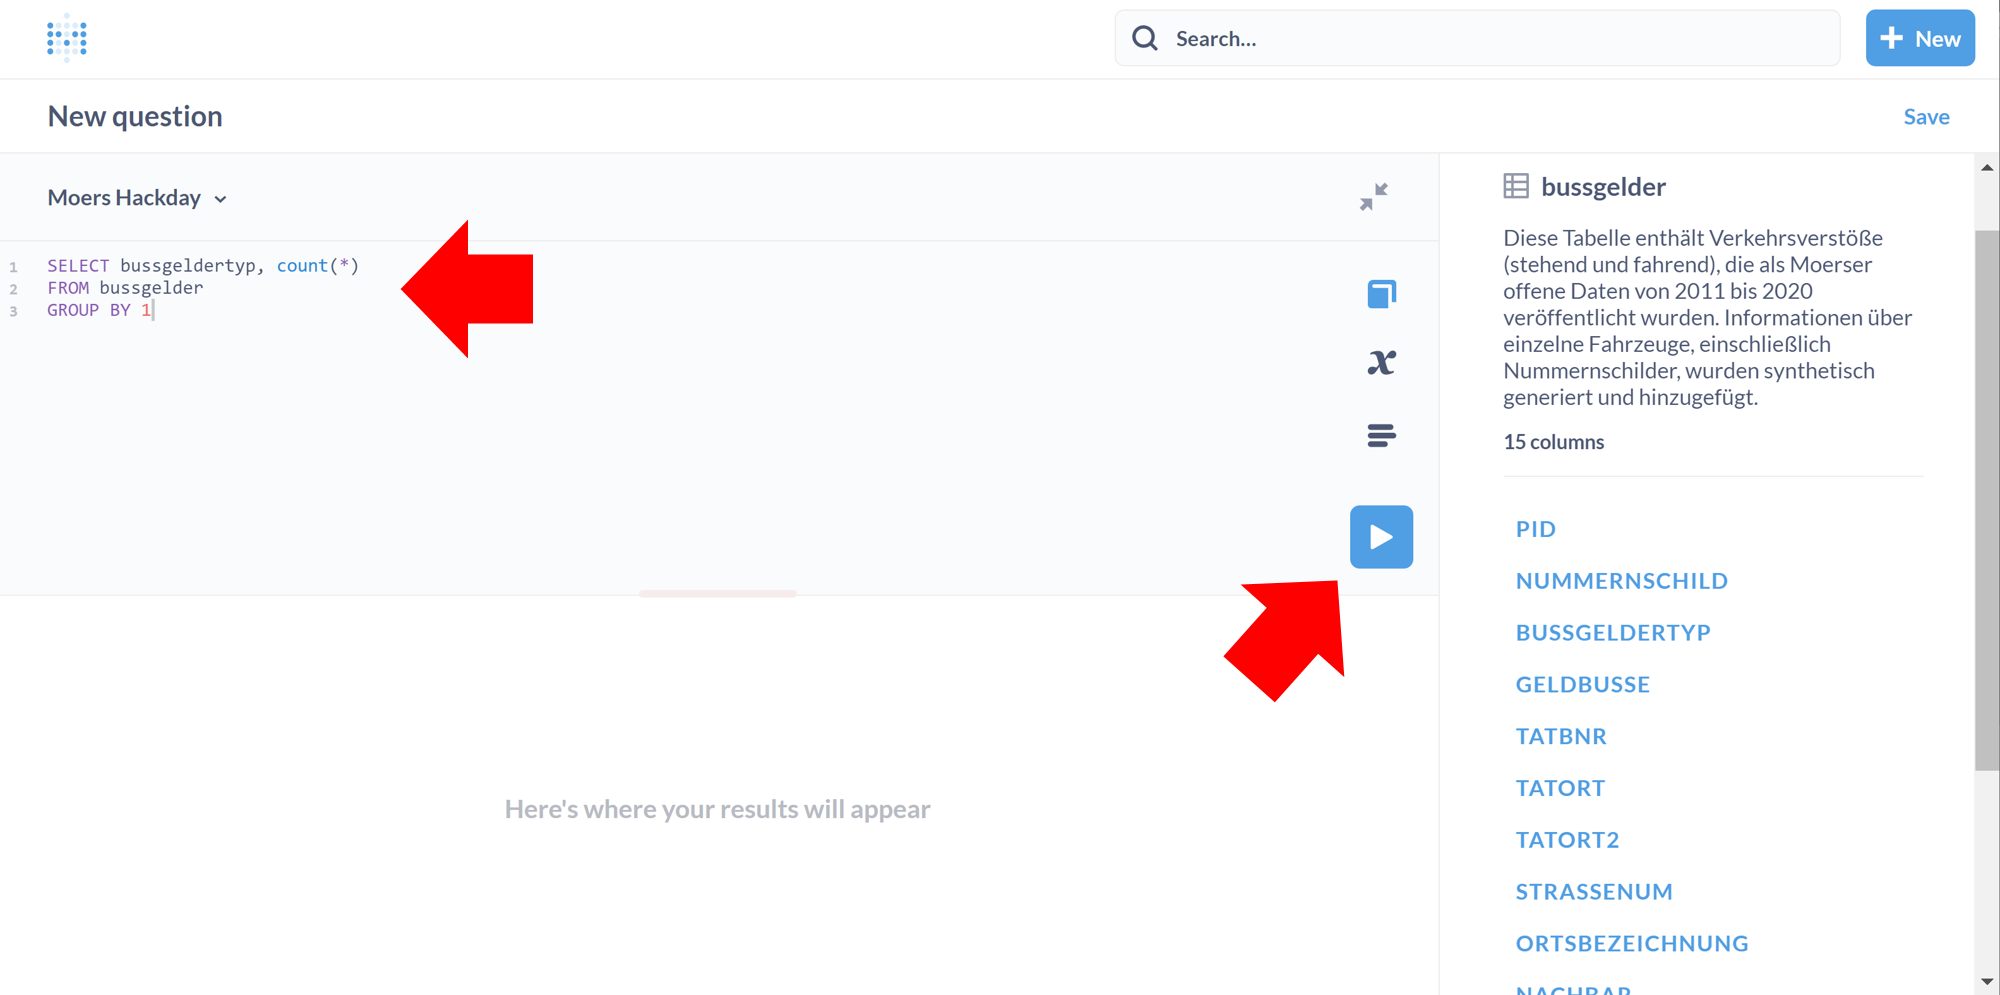 Search...
New
New question
Save
Moers Hackday
1 SELECT bussgeldertyp, count(*)
2 FROM bussgelder
3 GROUP BY 1
x
Here's where your results will appear
bussgelder
Diese Tabelle enthält Verkehrsverstöße
(stehend und fahrend), die als Moerser
offene Daten von 2011 bis 2020
veröffentlicht wurden. Informationen über
einzelne Fahrzeuge, einschließlich
Nummernschilder, wurden synthetisch
generiert und hinzugefügt.
15 columns
PID
NUMMERNSCHILD
BUSSGELDERTYP
GELDBUSSE
TATBNR
TATORT
TATORT2
STRASSENUM
ORTSBEZEICHNUNG
NACHBAR